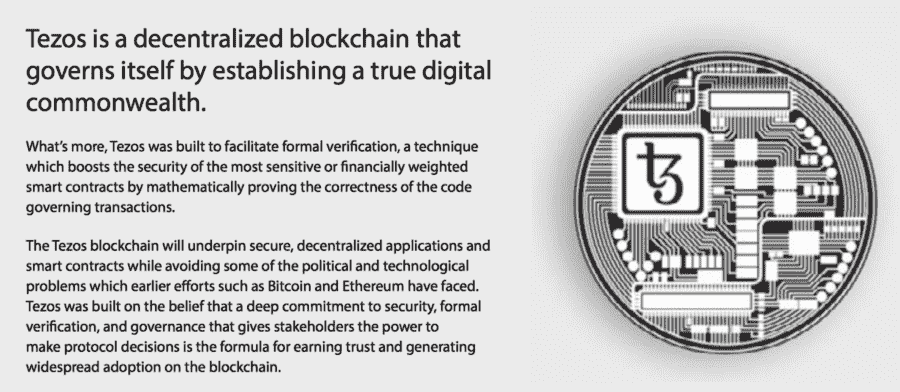 Tezos is a decentralized blockchain that
governs itself by establishing a true digital
commonwealth.
What's more, Tezos was built to facilitate formal verification, a technique
which boosts the security of the most sensitive or financially weighted
smart contracts by mathematically proving the correctness of the code
governing transactions.
The Tezos blockchain will underpin secure, decentralized applications and
smart contracts while avoiding some of the political and technological
problems which earlier efforts such as Bitcoin and Ethereum have faced.
Tezos was built on the belief that a deep commitment to security, formal
verification, and governance that gives stakeholders the power to
make protocol decisions is the formula for earning trust and generating
widespread adoption on the blockchain.